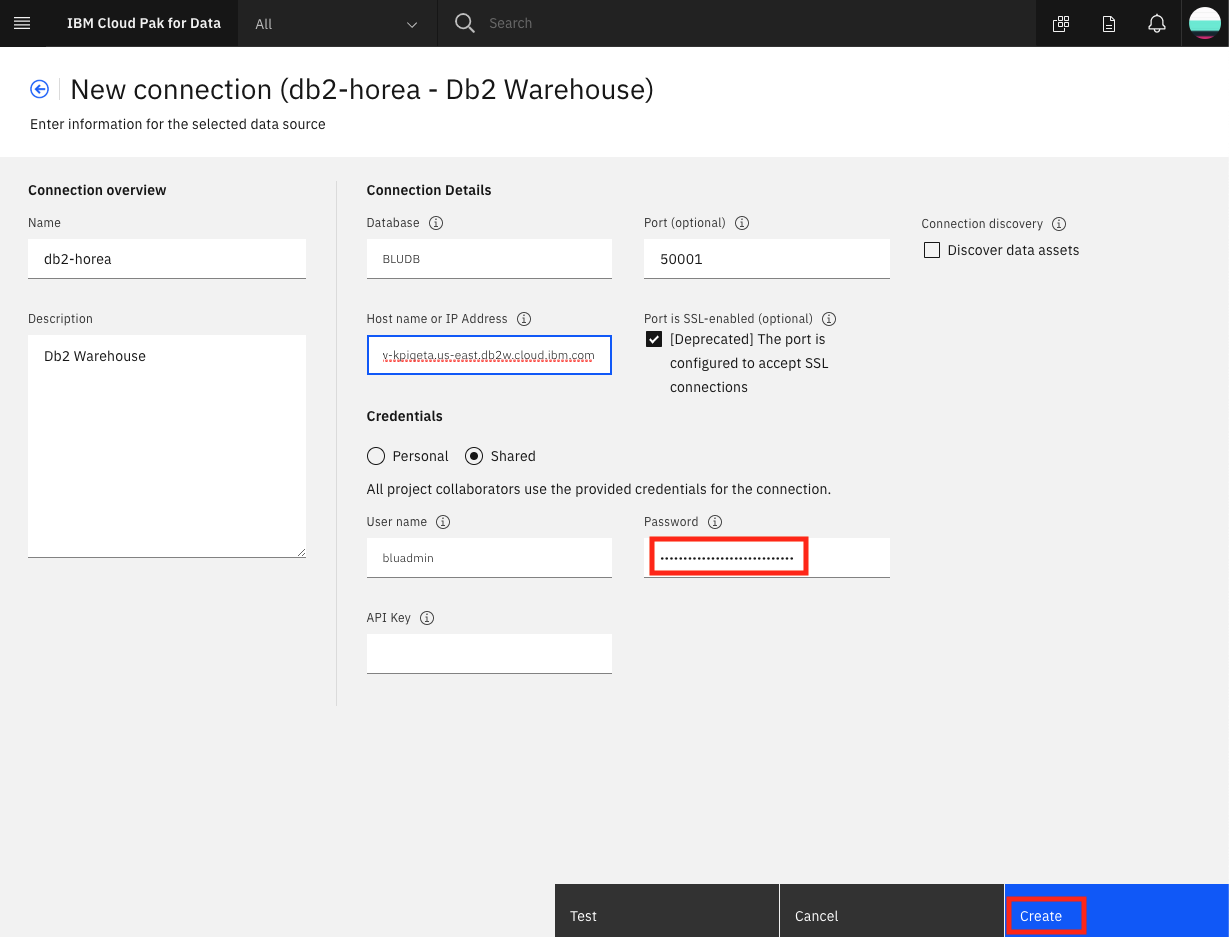 IBM Cloud Pak for Data
All
Search
New connection (db2-horea - Db2 Warehouse)
Enter information for the selected data source
Connection overview
Name
db2-horea
Description
Db2 Warehouse
Connection Details
Database
BLUDB
Port (optional)
50001
Connection discovery
Discover data assets
Host name or IP Address
y-kpiqeta.us-east.db2w.cloud.ibm.com
Port is SSL-enabled (optional)
[Deprecated] The port is
configured to accept SSL
connections
Credentials
Personal
Shared
All project collaborators use the provided credentials for the connection.
User name
bluadmin
Password
API Key
Test
Cancel
Create